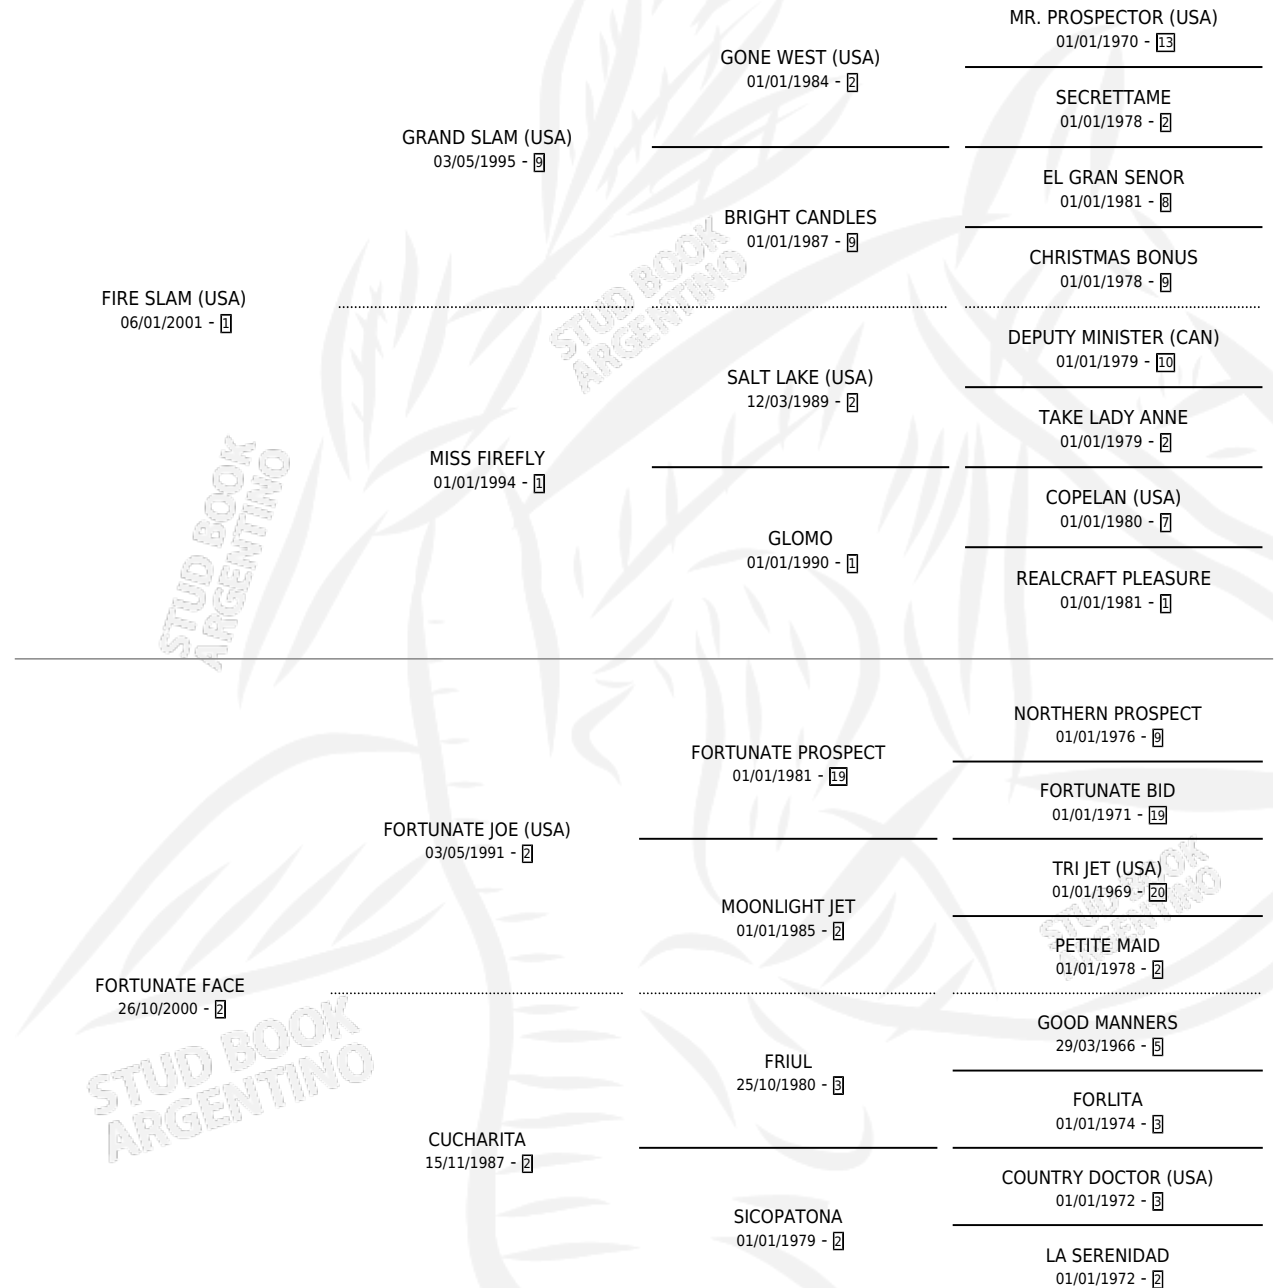 MR. PROSPECTOR (USA)
01/01/1970 - 13
GONE WEST (USA)
01/01/1984 - 2
SECRETTAME
01/01/1978 - 2
GRAND SLAM (USA)
03/05/1995 - 9
EL GRAN SENOR
01/01/1981 - 8
BRIGHT CANDLES
01/01/1987 - 9
CHRISTMAS BONUS
01/01/1978 - 9
FIRE SLAM (USA)
06/01/2001 - 1
DEPUTY MINISTER (CAN)
01/01/1979 - 10
SALT LAKE (USA)
12/03/1989 - 2
TAKE LADY ANNE
01/01/1979 - 2
MISS FIREFLY
01/01/1994 - 1
COPELAN (USA)
01/01/1980 - 7
GLOMO
01/01/1990 - 1
REALCRAFT PLEASURE
01/01/1981 - 1
STUD BOOK
ARGENTINO
STUD BOOK
ARGENTINO
NORTHERN PROSPECT
01/01/1976 - 9
FORTUNATE PROSPECT
01/01/1981 - 19
FORTUNATE BID
01/01/1971 - 19
FORTUNATE JOE (USA)
03/05/1991 - 2
TRI JET (USA)
01/01/1969 - 20
MOONLIGHT JET
01/01/1985 - 2
PETITE MAID
01/01/1978 - 2
STUD BOOK
ARGENTINO
FORTUNATE FACE
26/10/2000 - 2
GOOD MANNERS
29/03/1966 - 5
FRIUL
25/10/1980 - 3
FORLITA
01/01/1974 - 3
STUD BOOK
ARGENTINO
CUCHARITA
15/11/1987 - 2
COUNTRY DOCTOR (USA)
01/01/1972 - 3
SICOPATONA
01/01/1979 - 2
LA SERENIDAD
01/01/1972 - 2